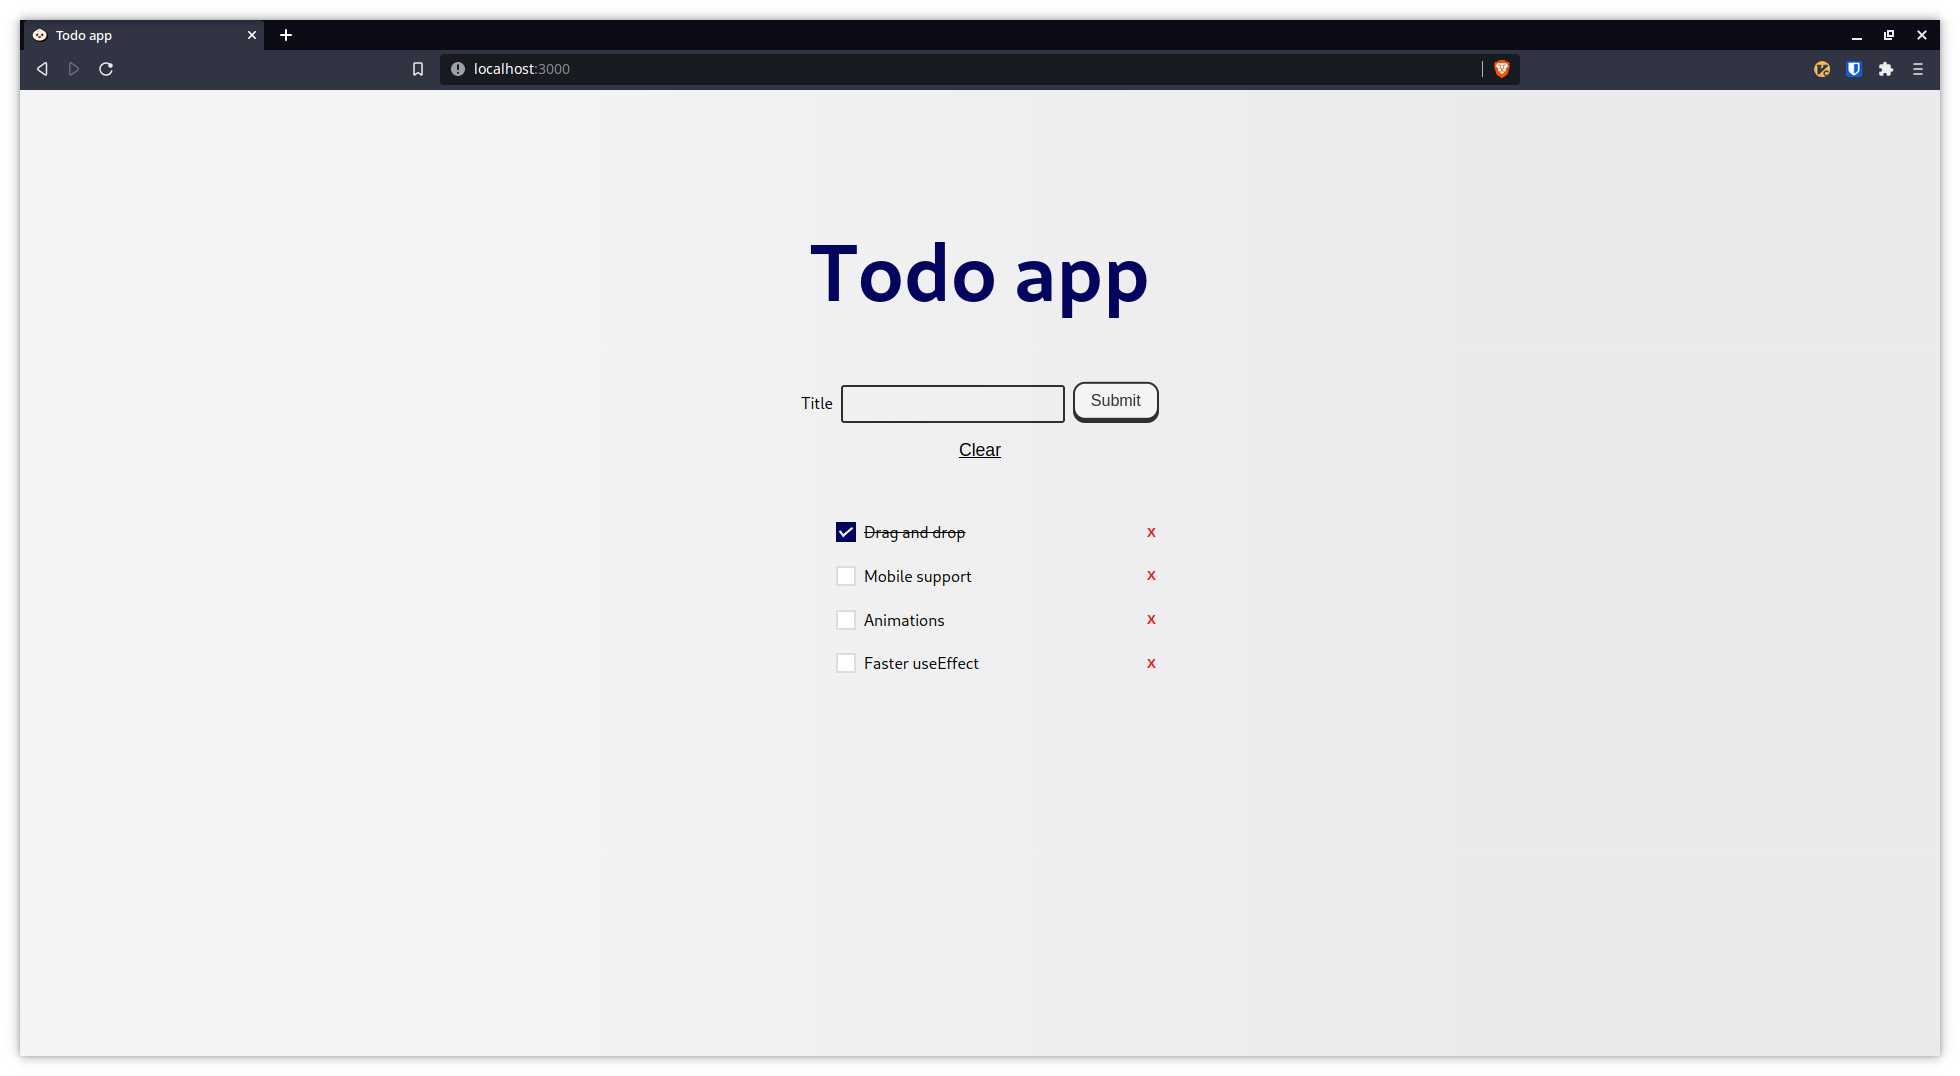 Todo app
localhost:3000
Todo app
Title
Submit
Clear
Drag and drop X
Mobile support X
Animations X
Faster useEffect X